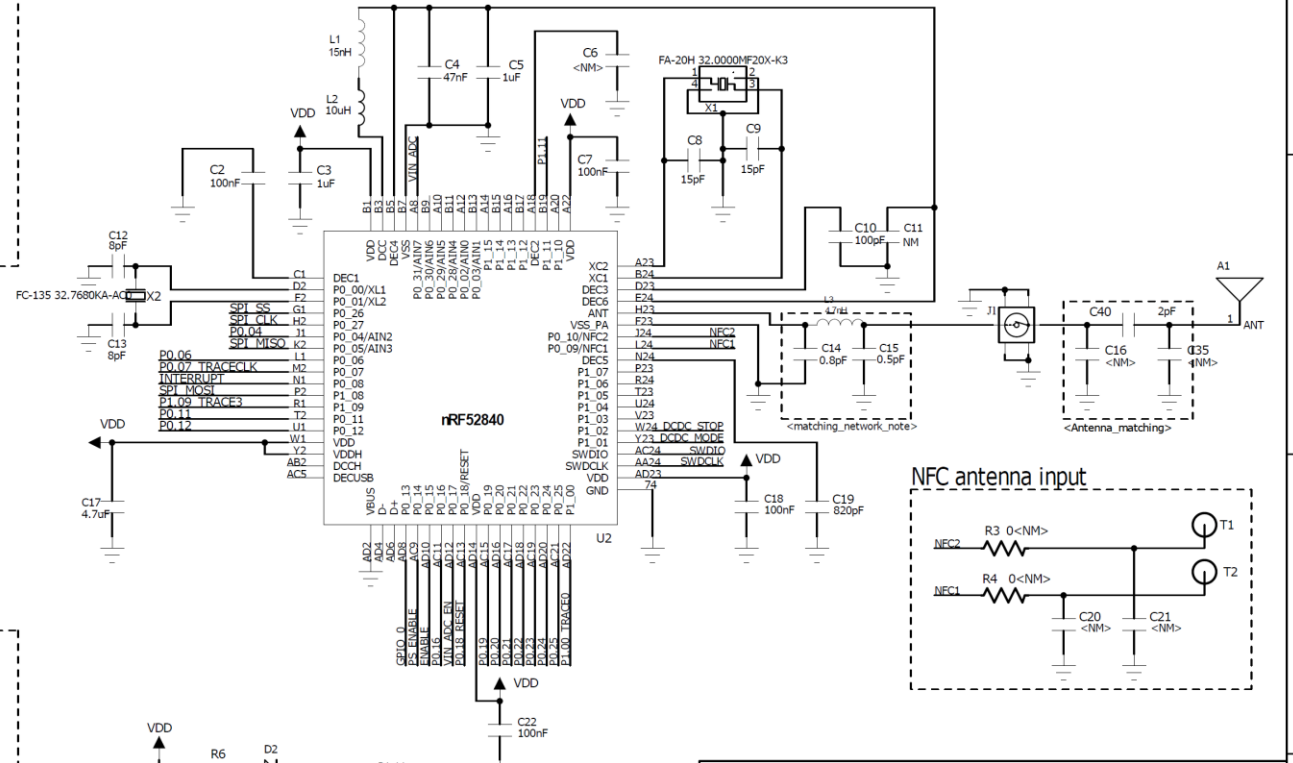 L1
15nH
C4
47nF
C5
1uF
C6
<NM>
FA-20H 32.0000MF20X-K3
1
2
4
3
X1
L2
10uH
VDD
VDD
C2
100nF
C3
1uF
VIN_ADC
P1.11
C7
100nF
C8
15pF
C9
15pF
B1
B3
B5
B7
A8
B9
A10
B11
A12
B13
A14
B15
A16
B17
A18
B19
A20
A22
VDD
DCC
DEC4
VSS
P0_31/AIN7
P0_30/AIN6
P0_29/AIN5
P0_28/AIN4
P0_02/AIN0
P0_03/AIN1
P1_15
P1_14
P1_13
P1_12
DEC2
P1_11
P1_10
VDD
C10
100pF
C11
NM
C12
8pF
FC-135 32.7680KA-AC0
X2
C13
8pF
C1 DEC1
D2 P0_00/XL1
F2 P0_01/XL2
SPI_SS G1 P0_26
SPI_CLK H2 P0_27
P0.04 J1 P0_04/AIN2
SPI_MISO K2 P0_05/AIN3
P0.06 L1 P0_06
P0.07_TRACECLK M2 P0_07
INTERRUPT N1 P0_08
SPI_MOSI P2 P1_08
P1.09_TRACE3 R1 P1_09
P0.11 T2 P0_11
P0.12 U1 P0_12
W1 VDD
Y2 VDDH
AB2 DCCH
AC5 DECUSB
nRF52840
XC2 A23
XC1 B24
DEC3 D23
DEC6 E24
ANT H23
VSS_PA F23
P0_10/NFC2 J24 NFC2
P0_09/NFC1 L24 NFC1
DEC5 N24
P1_07 P23
P1_06 R24
P1_05 T23
P1_04 U24
P1_03 V23
P1_02 W24 DCDC_STOP
P1_01 Y23 DCDC_MODE
SWDIO AC24 SWDIO
SWDCLK AA24 SWDCLK
VDD AD23
GND 74
L3
4.7nH
C14
0.8pF
C15
0.5pF
<matching_network_note>
J1
C40
2pF
C16
<NM>
C35
<NM>
<Antenna_matching>
A1
1
ANT
VDD
C17
4.7uF
VDD
C18
100nF
C19
820pF
U2
VBUS
D-
D+
P0_13
P0_14
P0_15
P0_16
P0_17
P0_18/RESET
VDD
P0_19
P0_20
P0_21
P0_22
P0_23
P0_24
P0_25
P1_00
AD2
AD4
AD6
AD8
AC9
AD10
AC11
AD12
AC13
AD14
AC15
AD16
AC17
AD18
AC19
AD20
AC21
AD22
GPIO_0
PS_ENABLE
ENABLE
P0.16
VIN_ADC_EN
P0.18_RESET
P0.19
P0.20
P0.21
P0.22
P0.23
P0.24
P0.25
P1.00_TRACE0
NFC antenna input
NFC2
R3 0<NM>
T1
NFC1
R4 0<NM>
T2
C20
<NM>
C21
<NM>
VDD
C22
100nF
VDD
R6
D2